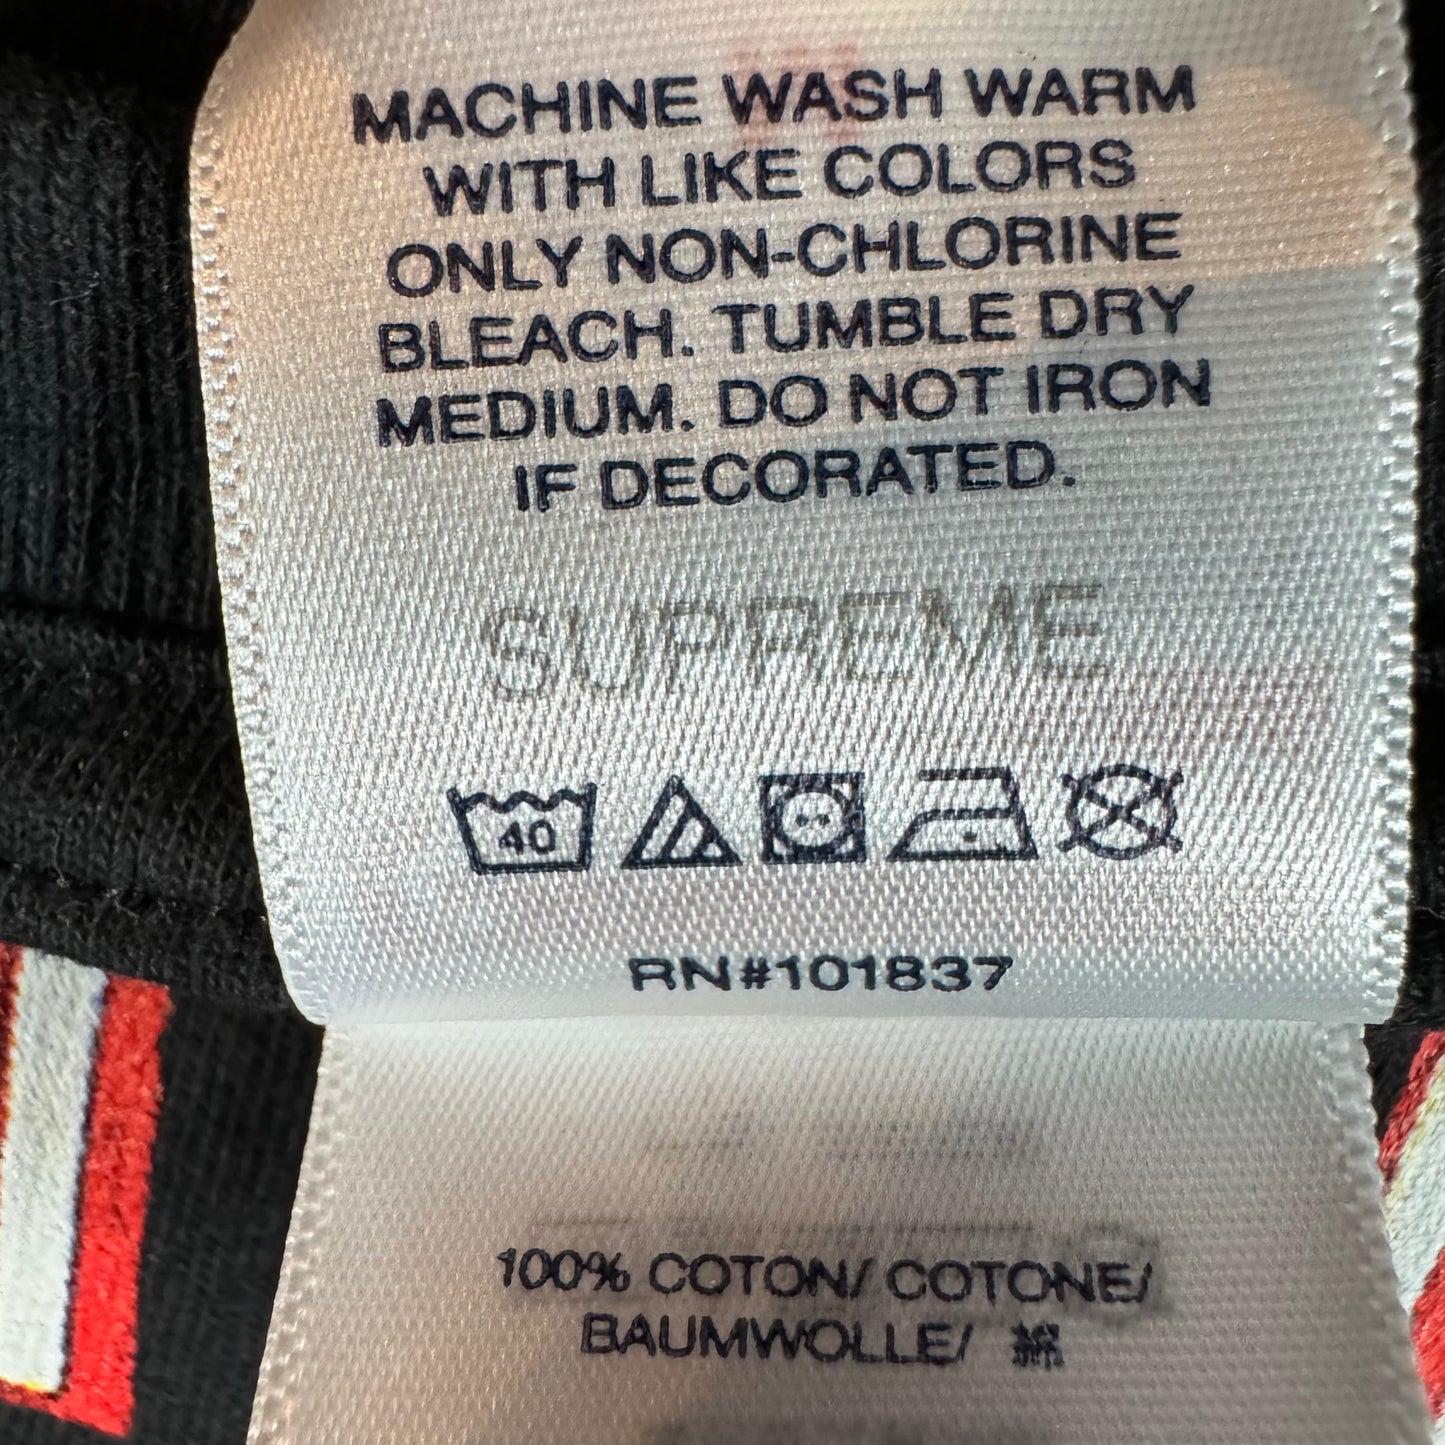 MACHINE WASH WARM
WITH LIKE COLORS
ONLY NON-CHLORINE
BLEACH. TUMBLE DRY
MEDIUM. DO NOT IRON
IF DECORATED.
SUPREME
40
RN#101837
100% COTON/ COTONE/
BAUMWOLLE/ 綿